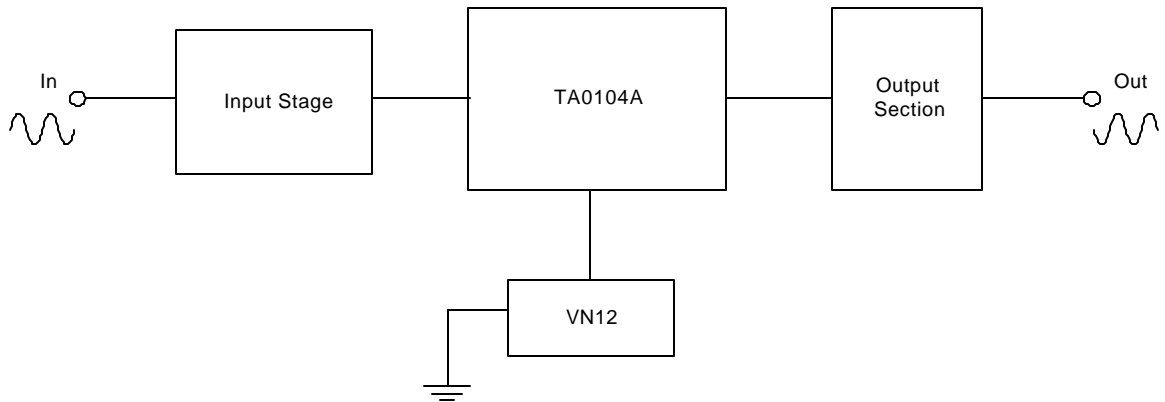 In
Input Stage
TA0104A
Output
Section
Out
VN12